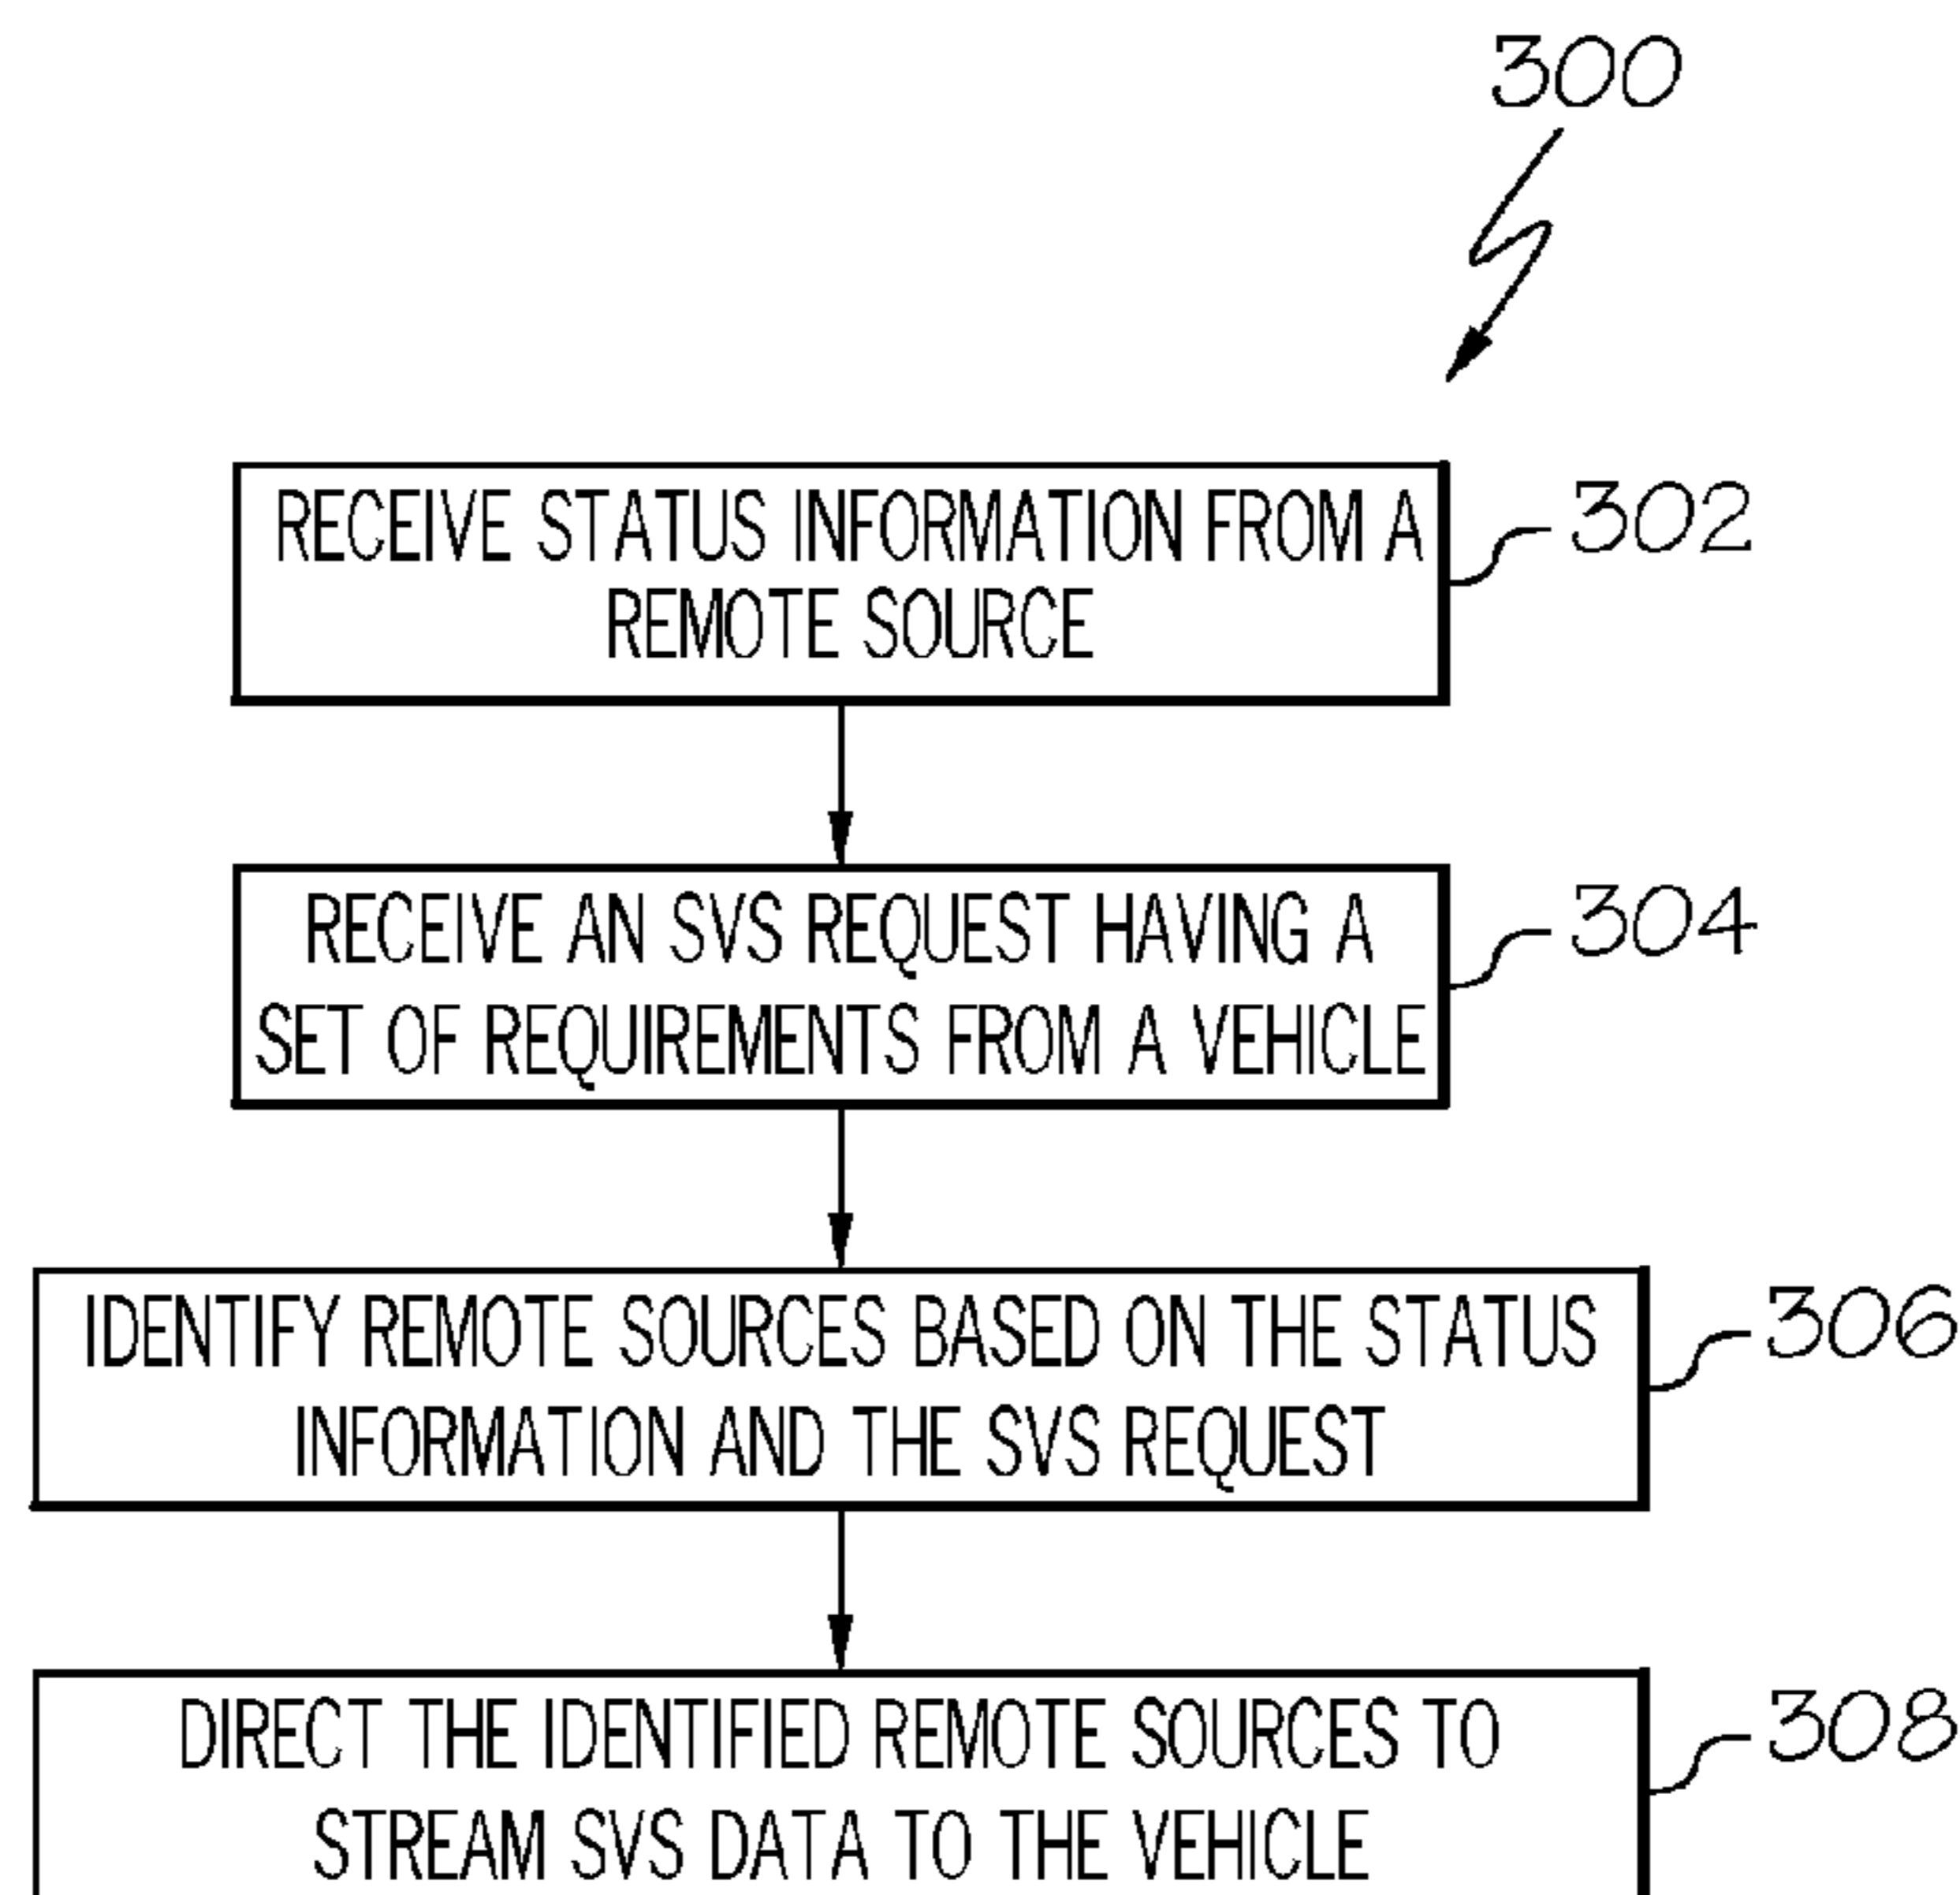 300
RECEIVE STATUS INFORMATION FROM A
REMOTE SOURCE
302
RECEIVE AN SVS REQUEST HAVING A
SET OF REQUIREMENTS FROM A VEHICLE
304
IDENTIFY REMOTE SOURCES BASED ON THE STATUS
INFORMATION AND THE SVS REQUEST
306
DIRECT THE IDENTIFIED REMOTE SOURCES TO
STREAM SVS DATA TO THE VEHICLE
308